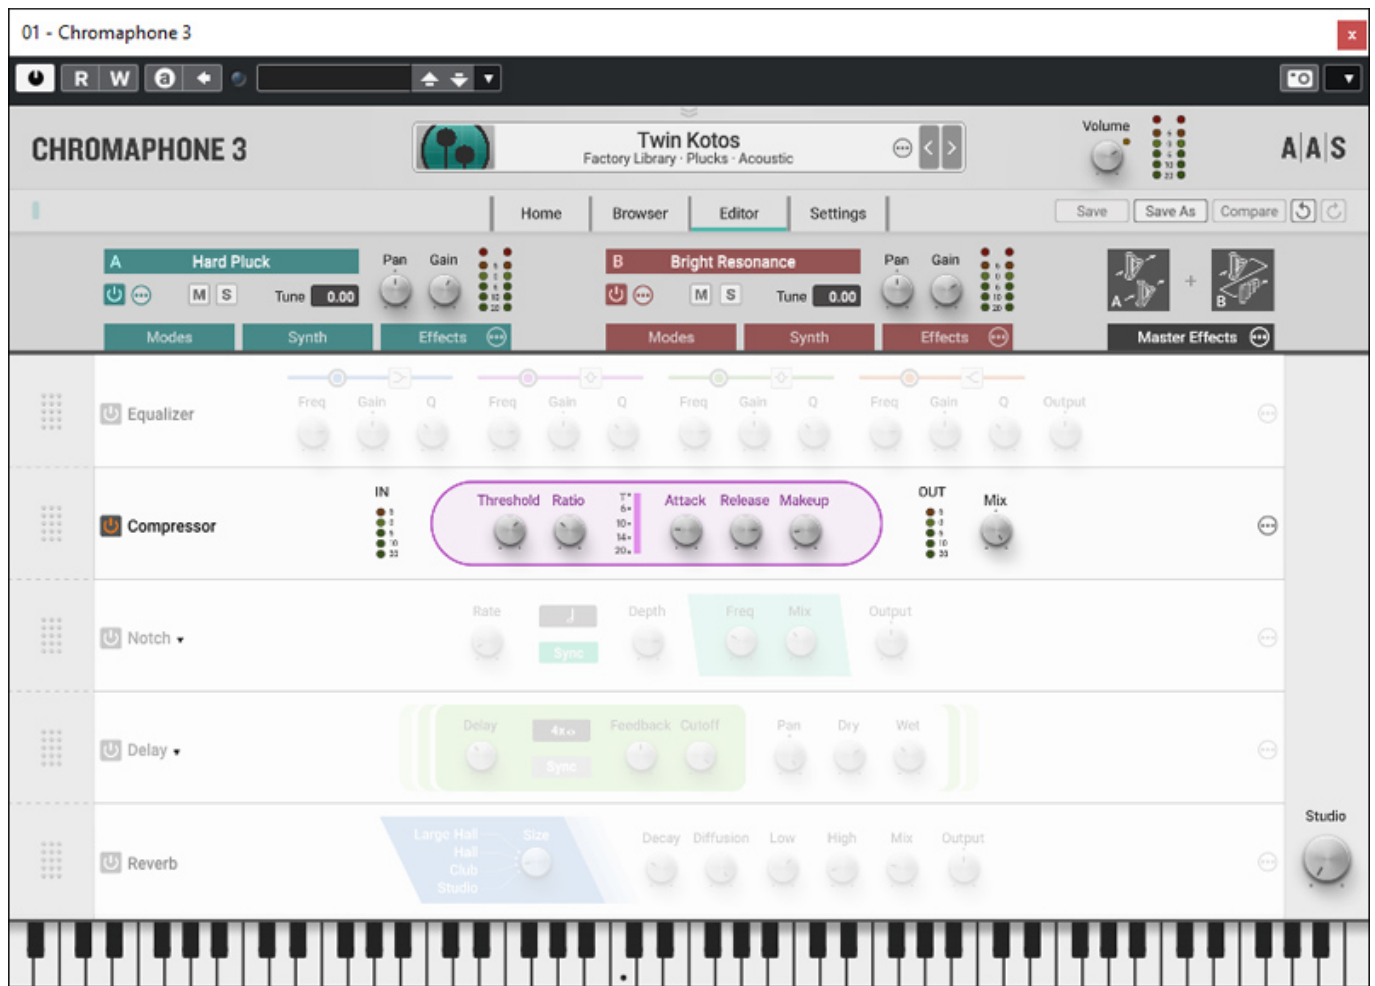 01 - Chromaphone 3
x
R W a
CHROMAPHONE 3
Twin Kotos
Factory Library · Plucks · Acoustic
Volume
A|A|S
Home Browser Editor Settings
Save Save As Compare
A Hard Pluck
Pan Gain
M S Tune 0.00
Modes Synth Effects
B Bright Resonance
Pan Gain
M S Tune 0.00
Modes Synth Effects
A + B
Master Effects
Equalizer
Freq Gain Q Freq Gain Q Freq Gain Q Freq Gain Q Output
Compressor
IN
Threshold Ratio
Attack Release Makeup
OUT
Mix
Notch
Rate
Sync
Depth
Freq Mix
Output
Delay
Delay
4x
Sync
Feedback Cutoff
Pan Dry Wet
Reverb
Large Hall
Hall
Club
Studio
Size
Decay Diffusion Low High Mix Output
Studio